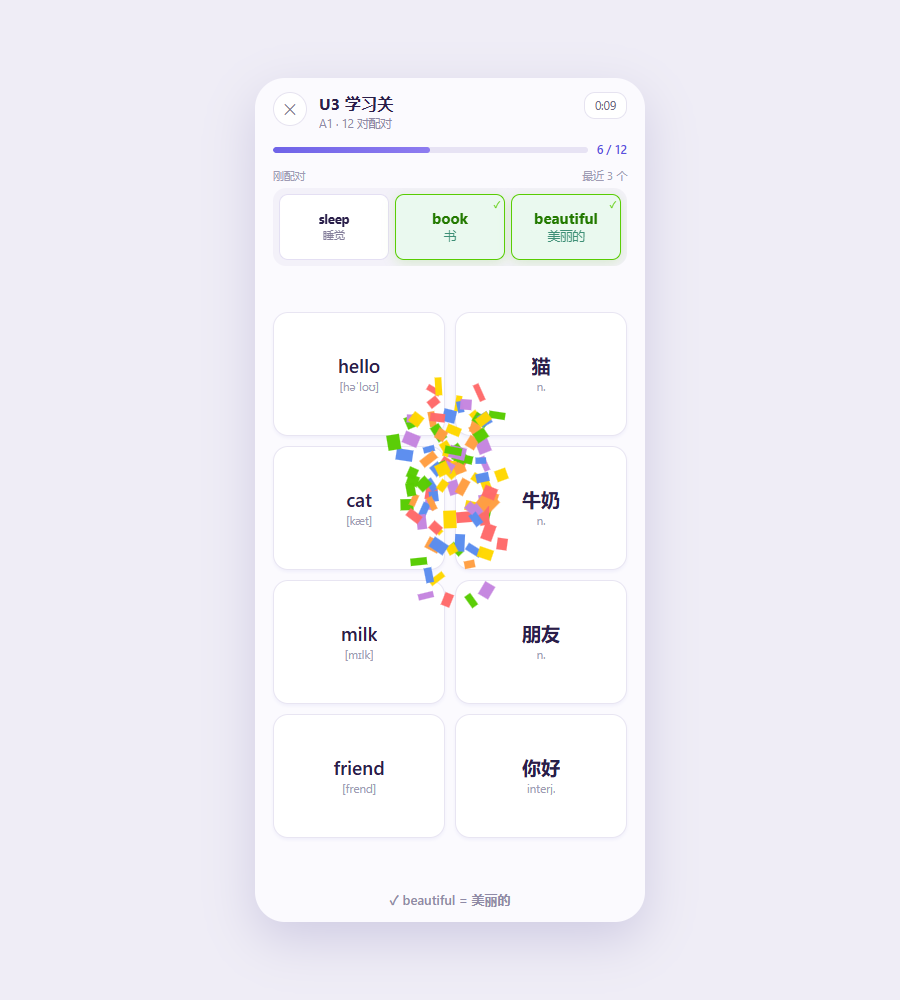 U3 学习关
0:09
A1 · 12 对配对
6 / 12
刚配对
最近 3 个
sleep
睡觉
✓
book
书
✓
beautiful
美丽的
hello
[həˈloʊ]
猫
n.
cat
[kæt]
牛奶
n.
milk
[mɪlk]
朋友
n.
friend
[frend]
你好
interj.
✓ beautiful = 美丽的